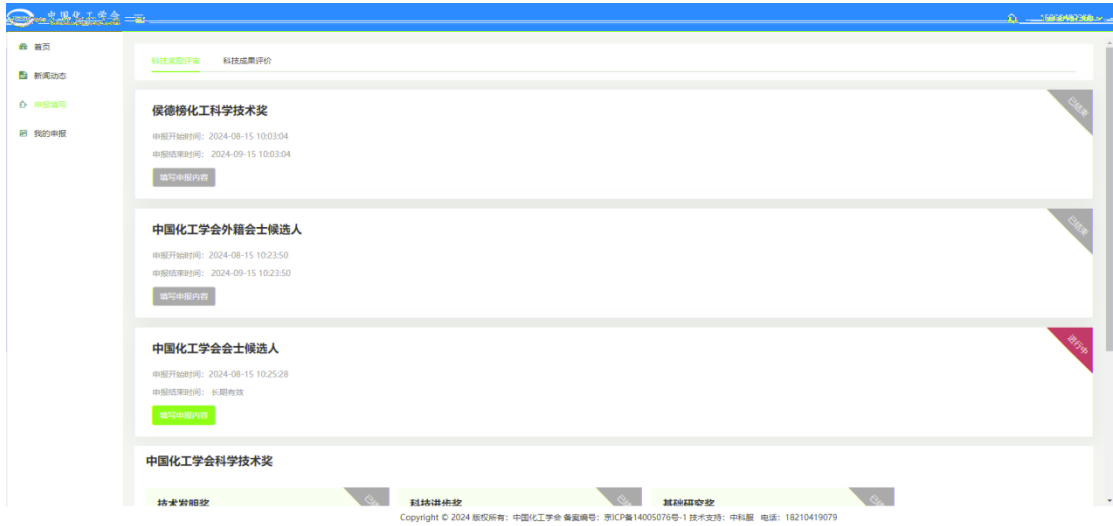 中国化工学会
首页
新闻动态
申报填写
我的申报
科技奖励评审 科技成果评价
侯德榜化工科学技术奖
已结束
申报开始时间：2024-08-15 10:03:04
申报结束时间： 2024-09-15 10:03:04
填写申报内容
中国化工学会外籍会士候选人
已结束
申报开始时间：2024-08-15 10:23:50
申报结束时间： 2024-09-15 10:23:50
填写申报内容
中国化工学会会士候选人
进行中
申报开始时间：2024-08-15 10:25:28
申报结束时间： 长期有效
填写申报内容
中国化工学会科学技术奖
技术发明奖 科技进步奖 基础研究奖
Copyright © 2024 版权所有：中国化工学会 备案编号：京ICP备14005076号-1 技术支持：中科服 电话：18210419079